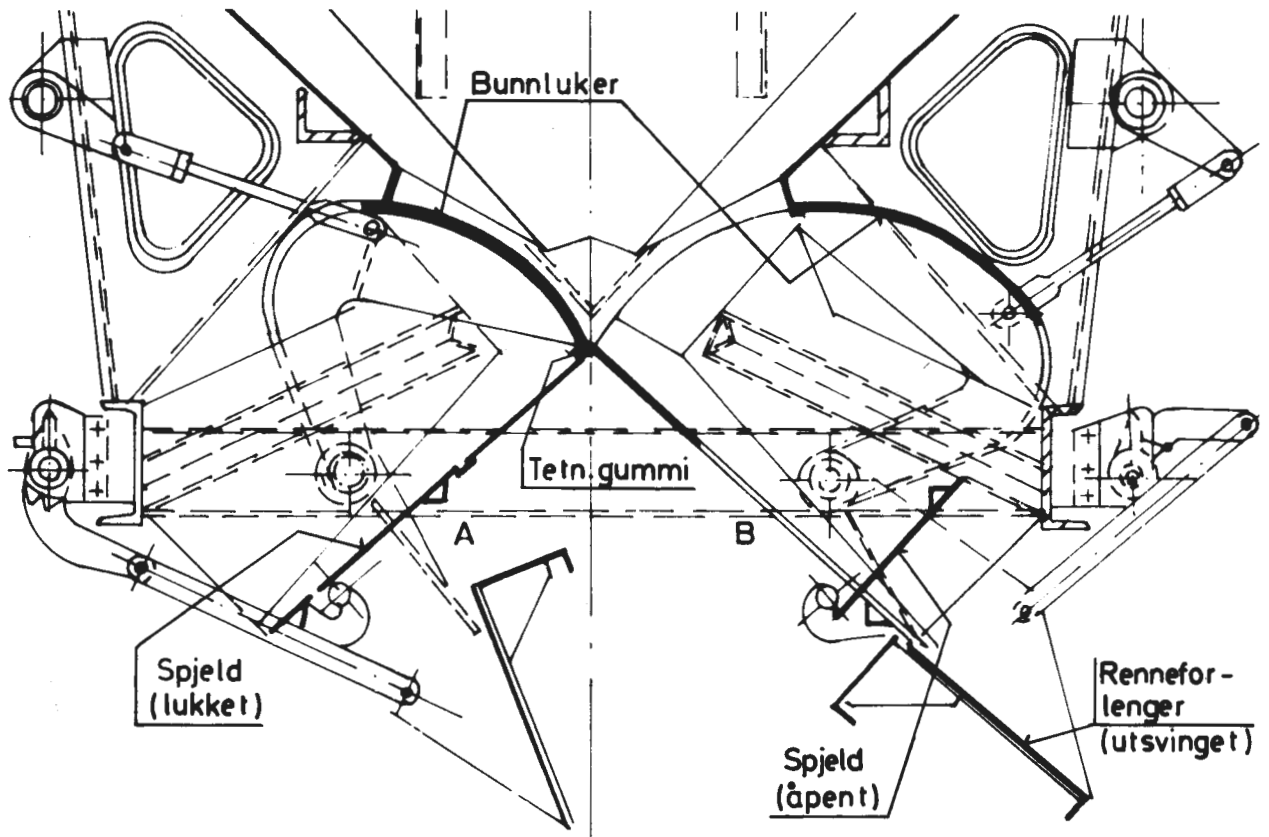 Bunnluker
Tetn.gummi
A
B
Spjeld
(lukket)
Spjeld
(åpent)
Rennefor-
lenger
(utsvinget)